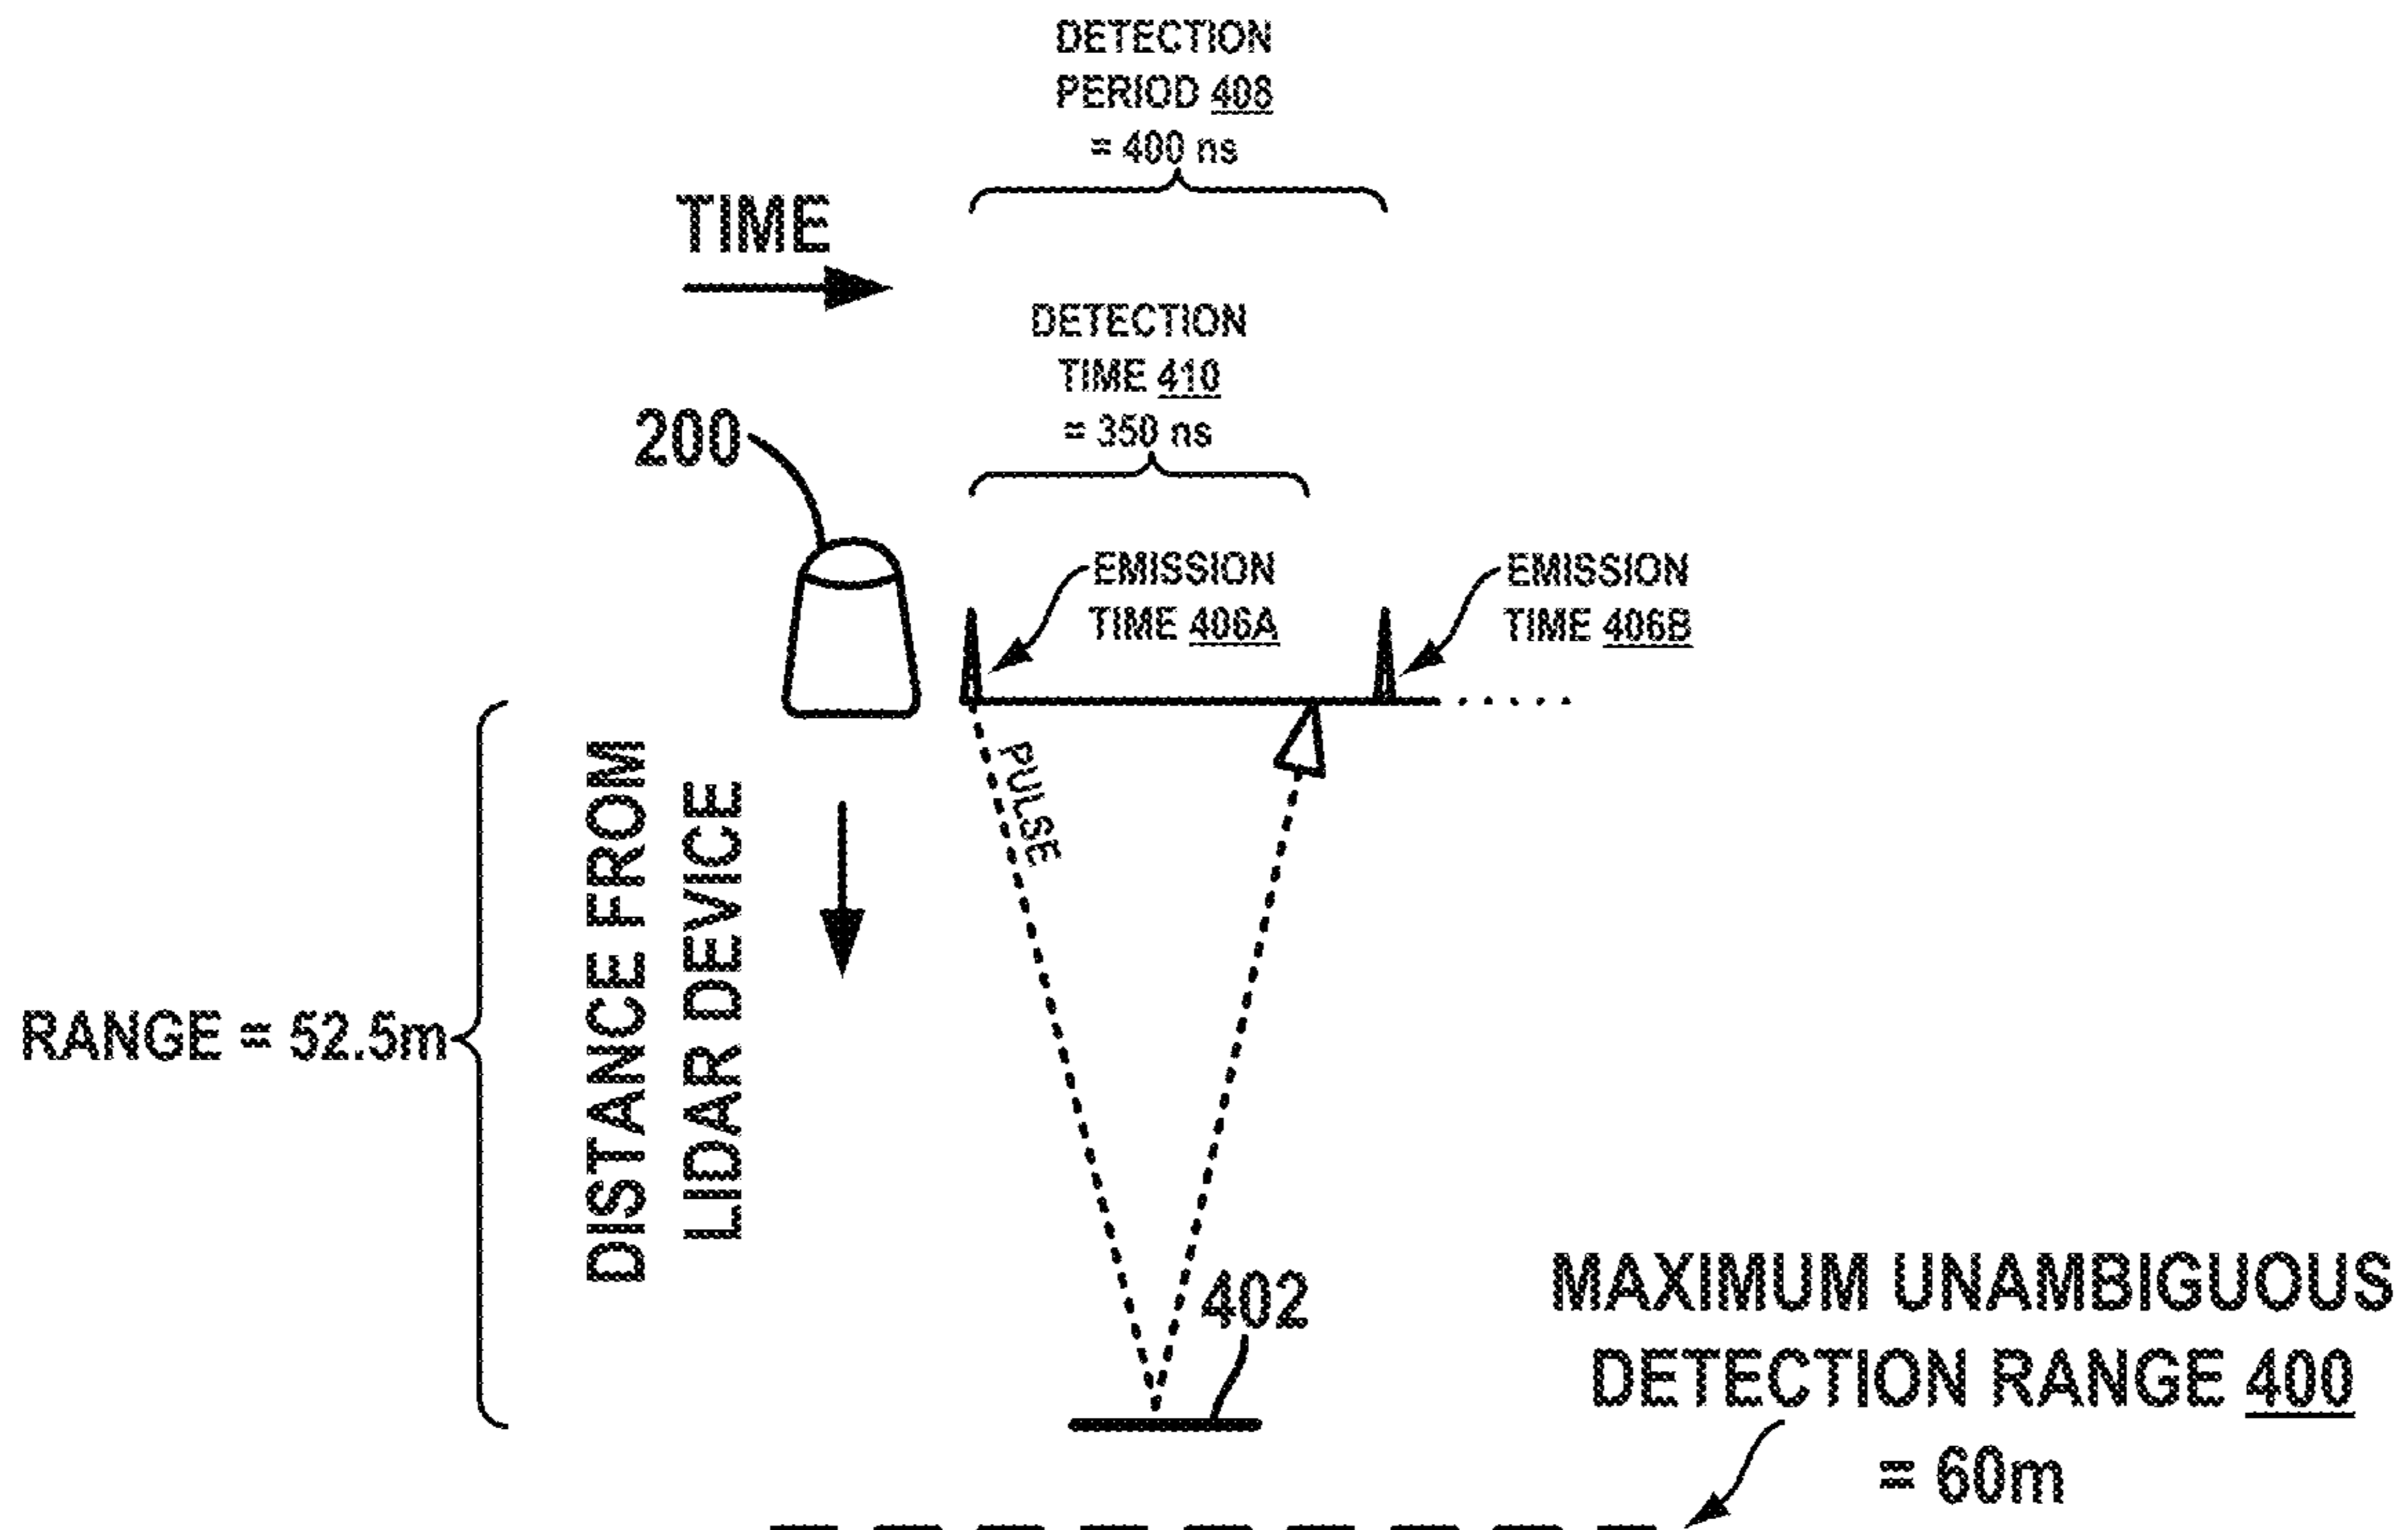 DETECTION
PERIOD 408
= 400 ns
TIME
DETECTION
TIME 410
= 350 ns
200
EMISSION
TIME 406A
EMISSION
TIME 406B
PULSE
DISTANCE FROM
LIDAR DEVICE
RANGE = 52.5m
402
MAXIMUM UNAMBIGUOUS
DETECTION RANGE 400
= 60m